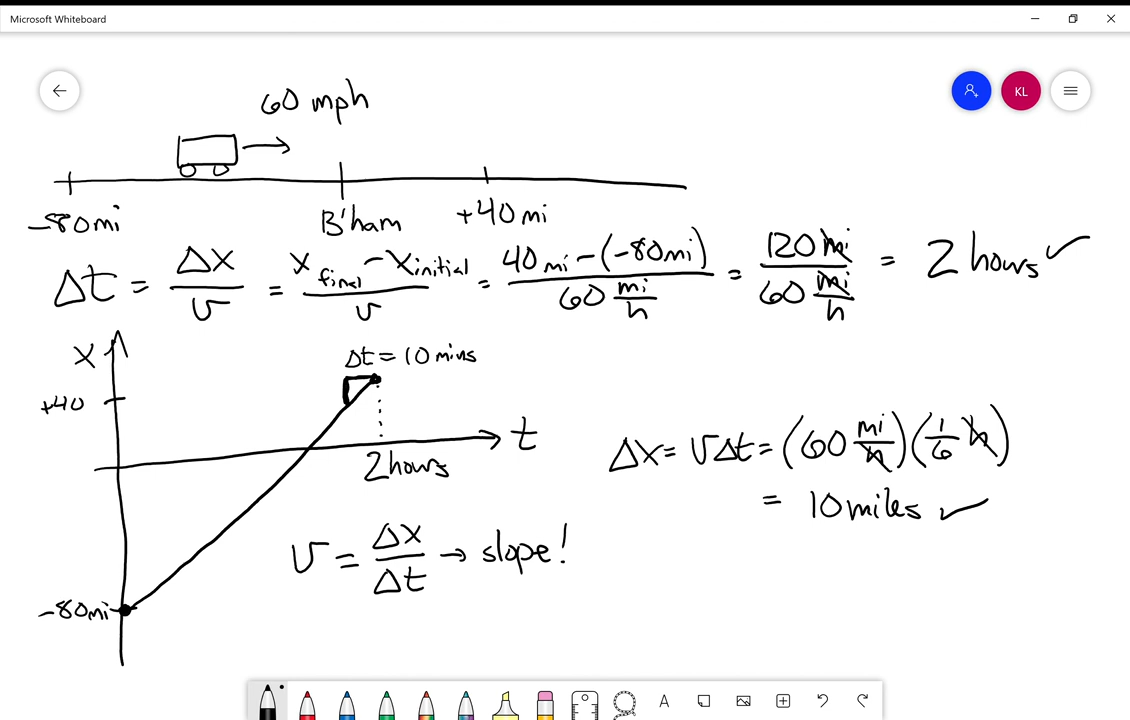 Microsoft Whiteboard
KL
60 mph
-80mi B'ham +40 mi
Δt = Δx/v = (x final - x initial)/v = (40 mi - (-80mi))/(60 mi/h) = (120 mi)/(60 mi/h) = 2 hours ✓
x
Δt = 10 mins
+40
t
2 hours
Δx = vΔt = (60 mi/h)(1/6 h)
= 10 miles ✓
v = Δx/Δt → slope!
-80mi
A